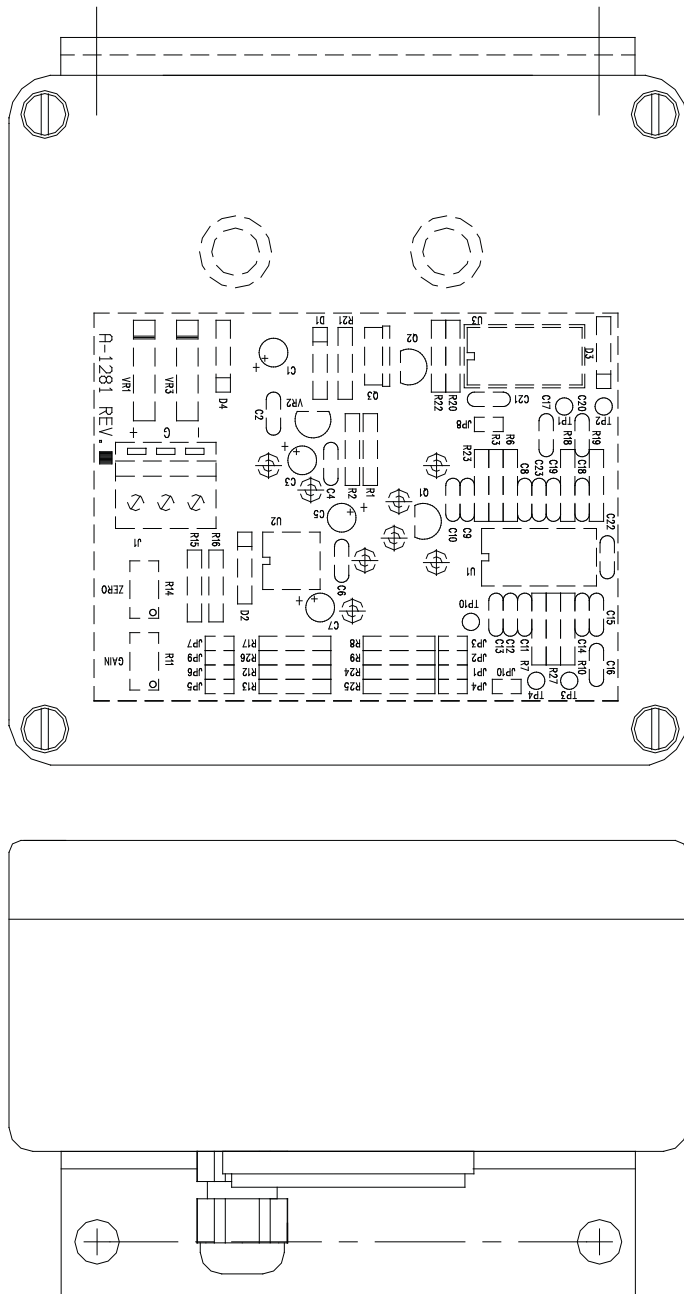 A-1281 REV.
VR1
VR3
D4
C1
D1
R21
Q3
Q2
R22
R20
U3
D3
C2
VR2
C3
C4
R2
R1
JP8
C21
R3
R6
C17
TP1
C20
TP2
+
G
-
+
+
+
+
R23
C8
C23
C19
R18
C18
R19
J1
R15
R16
U2
C5
Q1
C10
C9
U1
C22
ZERO
R14
D2
C6
C7
TP10
GAIN
R11
JP7
JP9
JP6
JP5
R17
R26
R12
R13
R8
R9
R24
R25
JP3
JP2
JP1
JP4
C13
C12
C11
R7
JP10
TP4
R27
TP3
C14
R10
C15
C16